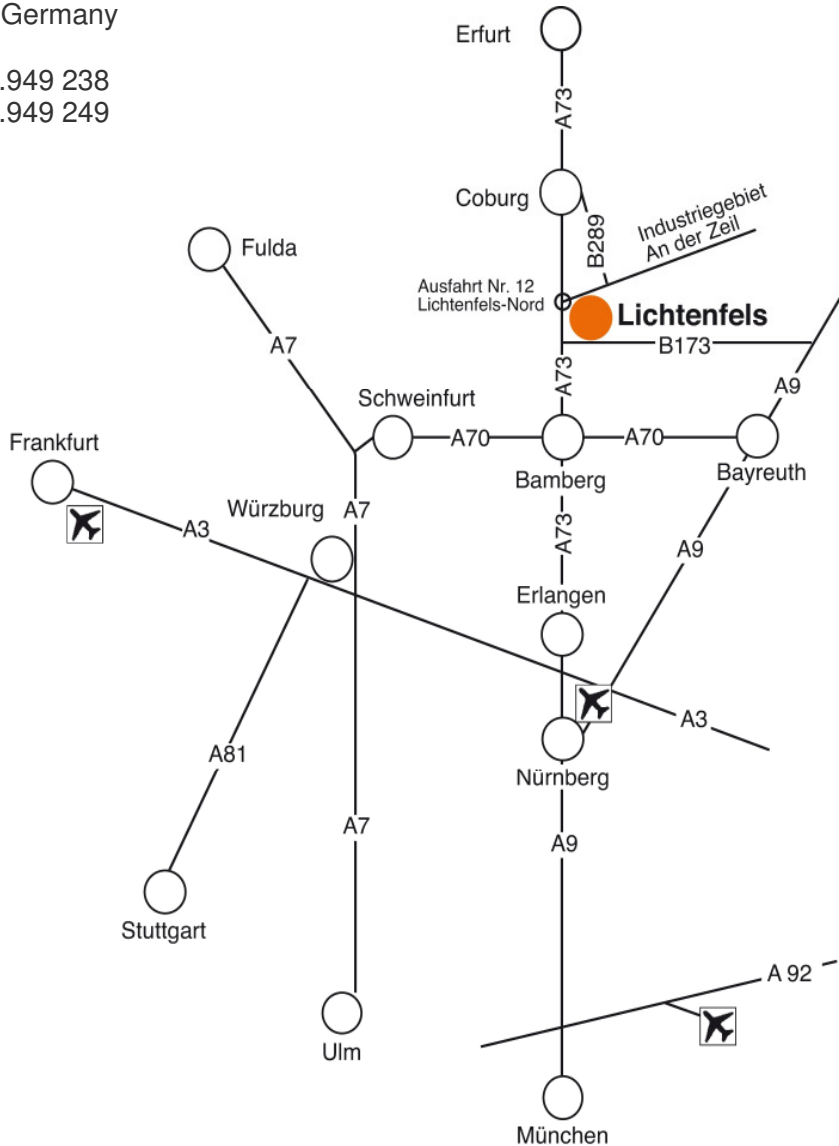 Germany
.949 238
.949 249
Erfurt
A73
Coburg
B289
Industriegebiet
An der Zeil
Fulda
Ausfahrt Nr. 12
Lichtenfels-Nord
Lichtenfels
B173
A7
A73
A9
Schweinfurt
Frankfurt
A70
A70
Bamberg
Bayreuth
Würzburg
A7
A3
A73
A9
Erlangen
A3
Nürnberg
A81
A7
A9
Stuttgart
A 92
Ulm
München